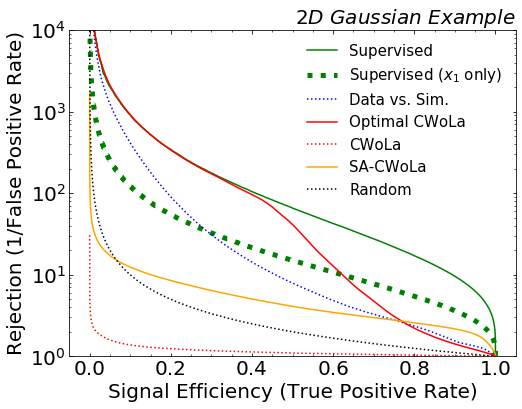 2D Gaussian Example
Rejection (1/False Positive Rate)
10^4
10^3
10^2
10^1
10^0
Supervised
Supervised (x_1 only)
Data vs. Sim.
Optimal CWoLa
CWoLa
SA-CWoLa
Random
0.0 0.2 0.4 0.6 0.8 1.0
Signal Efficiency (True Positive Rate)